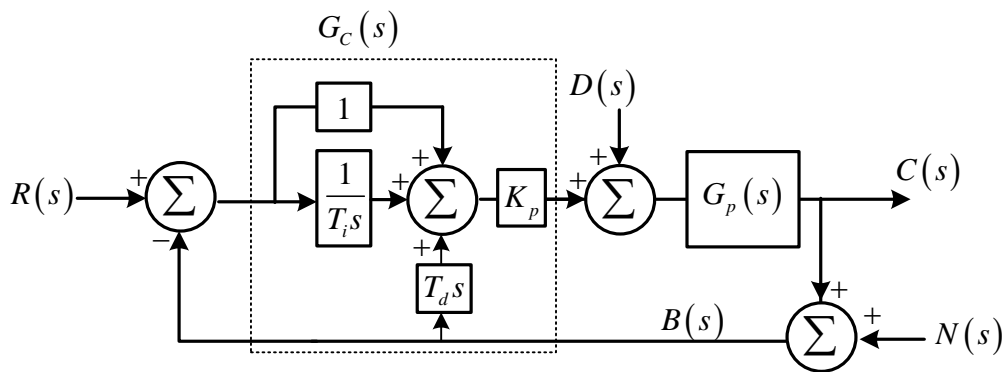 G_C(s)
D(s)
1
+
+
+
R(s)
+
Σ
1/(T_i s)
+
Σ
K_p
+
Σ
G_p(s)
C(s)
−
+
T_d s
B(s)
+
+
Σ
N(s)